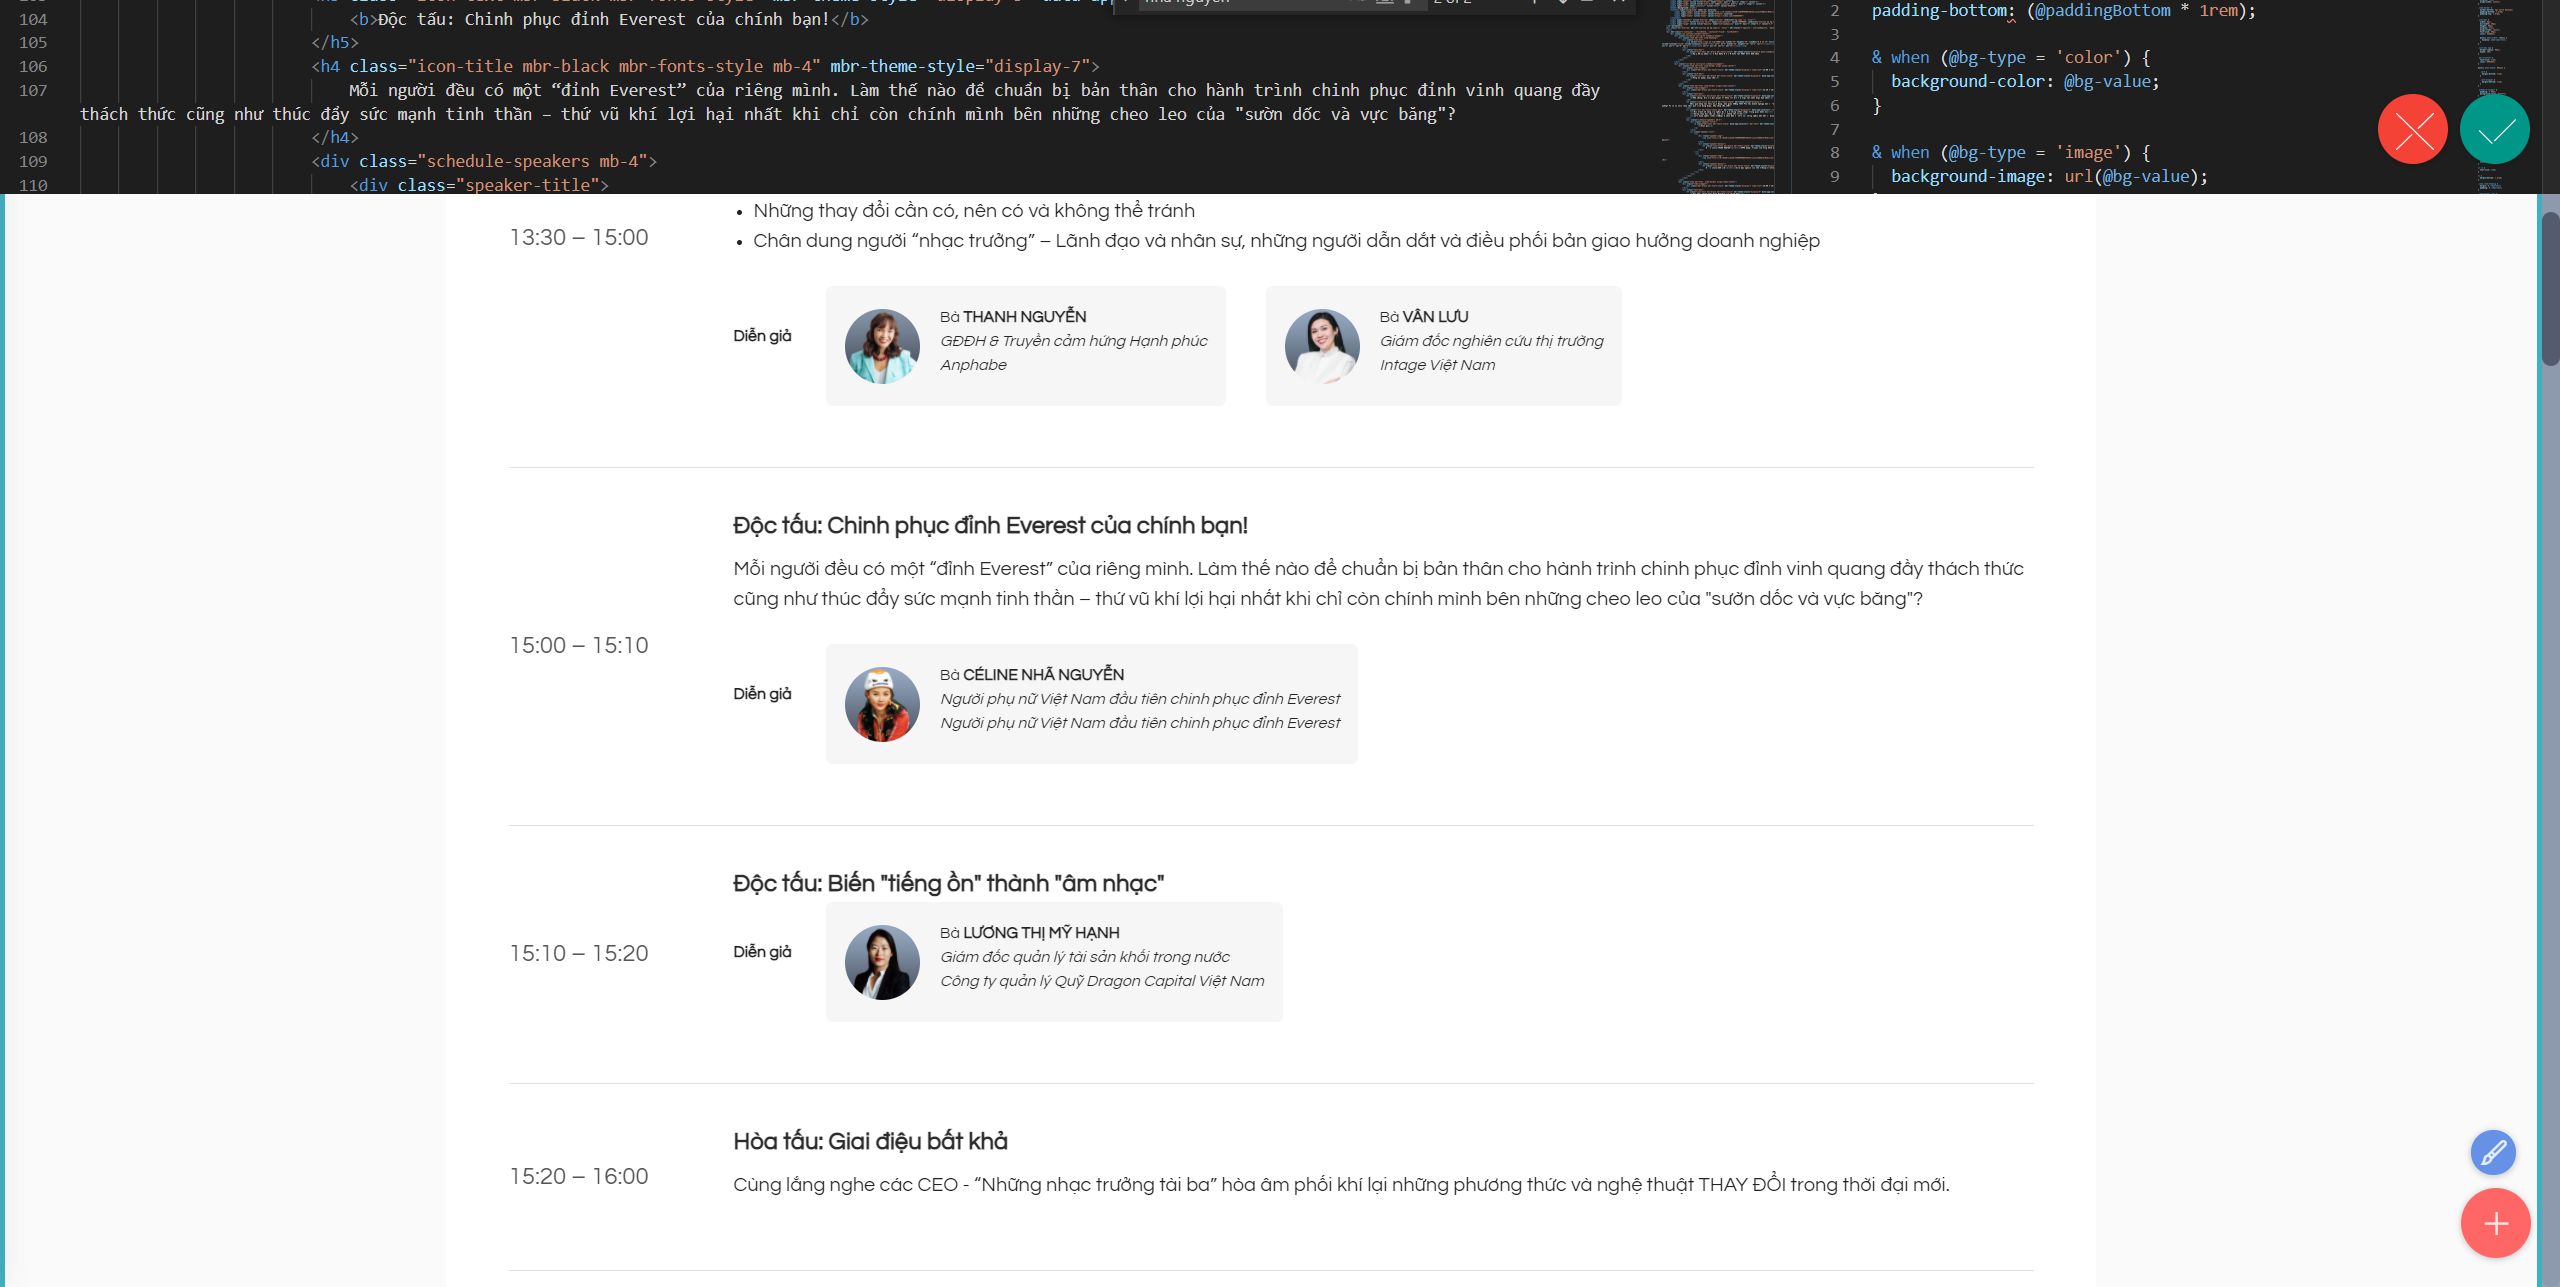 104 <b>Độc tấu: Chinh phục đỉnh Everest của chính bạn!</b>
105 </h5>
106 <h4 class="icon-title mbr-black mbr-fonts-style mb-4" mbr-theme-style="display-7">
107 Mỗi người đều có một “đỉnh Everest” của riêng mình. Làm thế nào để chuẩn bị bản thân cho hành trình chinh phục đỉnh vinh quang đầy
thách thức cũng như thúc đẩy sức mạnh tinh thần – thứ vũ khí lợi hại nhất khi chỉ còn chính mình bên những cheo leo của "sườn dốc và vực băng"?
108 </h4>
109 <div class="schedule-speakers mb-4">
110 <div class="speaker-title">
2 padding-bottom: (@paddingBottom * 1rem);
3
4 & when (@bg-type = 'color') {
5 background-color: @bg-value;
6 }
7
8 & when (@bg-type = 'image') {
9 background-image: url(@bg-value);
• Những thay đổi cần có, nên có và không thể tránh
13:30 – 15:00
• Chân dung người “nhạc trưởng” – Lãnh đạo và nhân sự, những người dẫn dắt và điều phối bản giao hưởng doanh nghiệp
Diễn giả
Bà THANH NGUYỄN
GĐĐH & Truyền cảm hứng Hạnh phúc
Anphabe
Bà VÂN LƯU
Giám đốc nghiên cứu thị trường
Intage Việt Nam
Độc tấu: Chinh phục đỉnh Everest của chính bạn!
Mỗi người đều có một “đỉnh Everest” của riêng mình. Làm thế nào để chuẩn bị bản thân cho hành trình chinh phục đỉnh vinh quang đầy thách thức
cũng như thúc đẩy sức mạnh tinh thần – thứ vũ khí lợi hại nhất khi chỉ còn chính mình bên những cheo leo của "sườn dốc và vực băng"?
15:00 – 15:10
Diễn giả
Bà CÉLINE NHÃ NGUYỄN
Người phụ nữ Việt Nam đầu tiên chinh phục đỉnh Everest
Người phụ nữ Việt Nam đầu tiên chinh phục đỉnh Everest
Độc tấu: Biến "tiếng ồn" thành "âm nhạc"
15:10 – 15:20
Diễn giả
Bà LƯƠNG THỊ MỸ HẠNH
Giám đốc quản lý tài sản khối trong nước
Công ty quản lý Quỹ Dragon Capital Việt Nam
Hòa tấu: Giai điệu bất khả
15:20 – 16:00
Cùng lắng nghe các CEO - “Những nhạc trưởng tài ba” hòa âm phối khí lại những phương thức và nghệ thuật THAY ĐỔI trong thời đại mới.